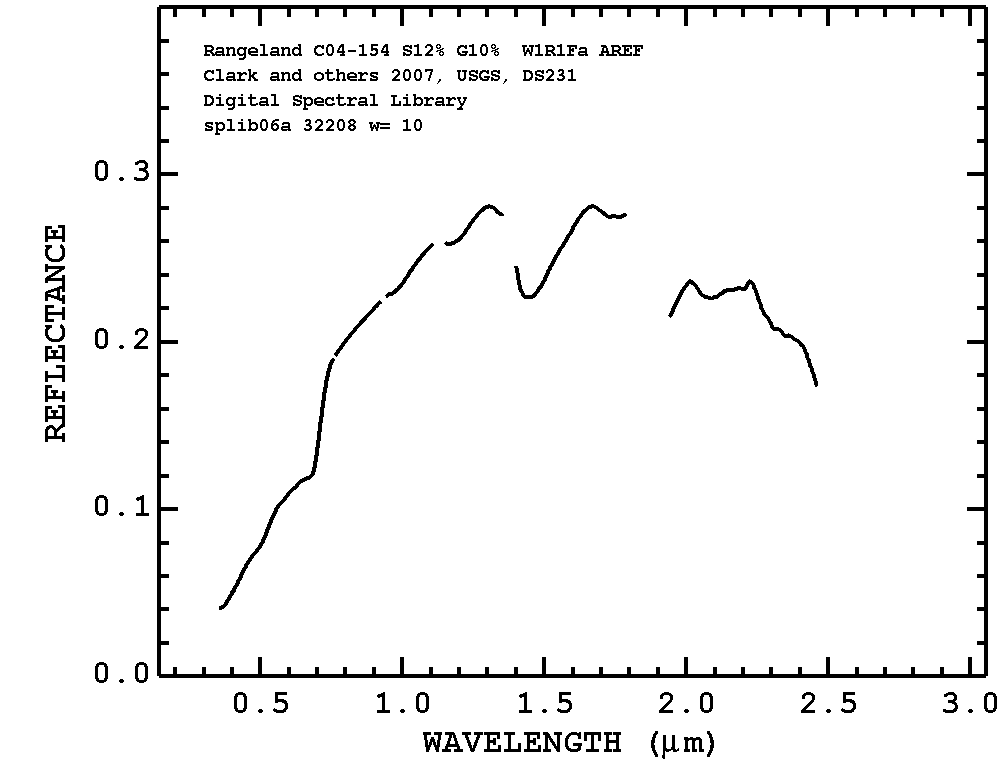 Rangeland C04-154 S12% G10%  W1R1Fa AREF
Clark and others 2007, USGS, DS231
Digital Spectral Library
splib06a 32208 w= 10
REFLECTANCE
0.3
0.2
0.1
0.0
0.5 1.0 1.5 2.0 2.5 3.0
WAVELENGTH (μm)